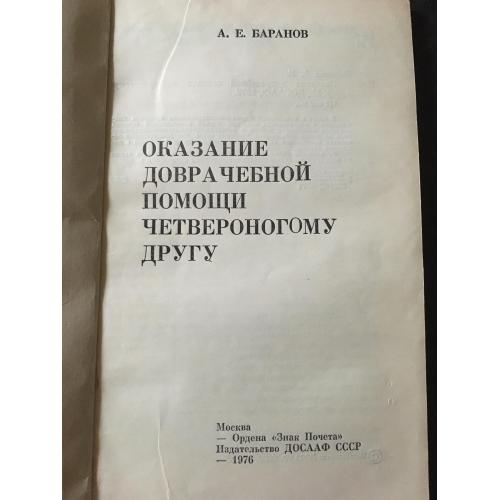 А. Е. БАРАНОВ
ОКАЗАНИЕ
ДОВРАЧЕБНОЙ
ПОМОЩИ
ЧЕТВЕРОНОГОМУ
ДРУГУ
Москва
— Ордена «Знак Почета»
Издательство ДОСААФ СССР
— 1976